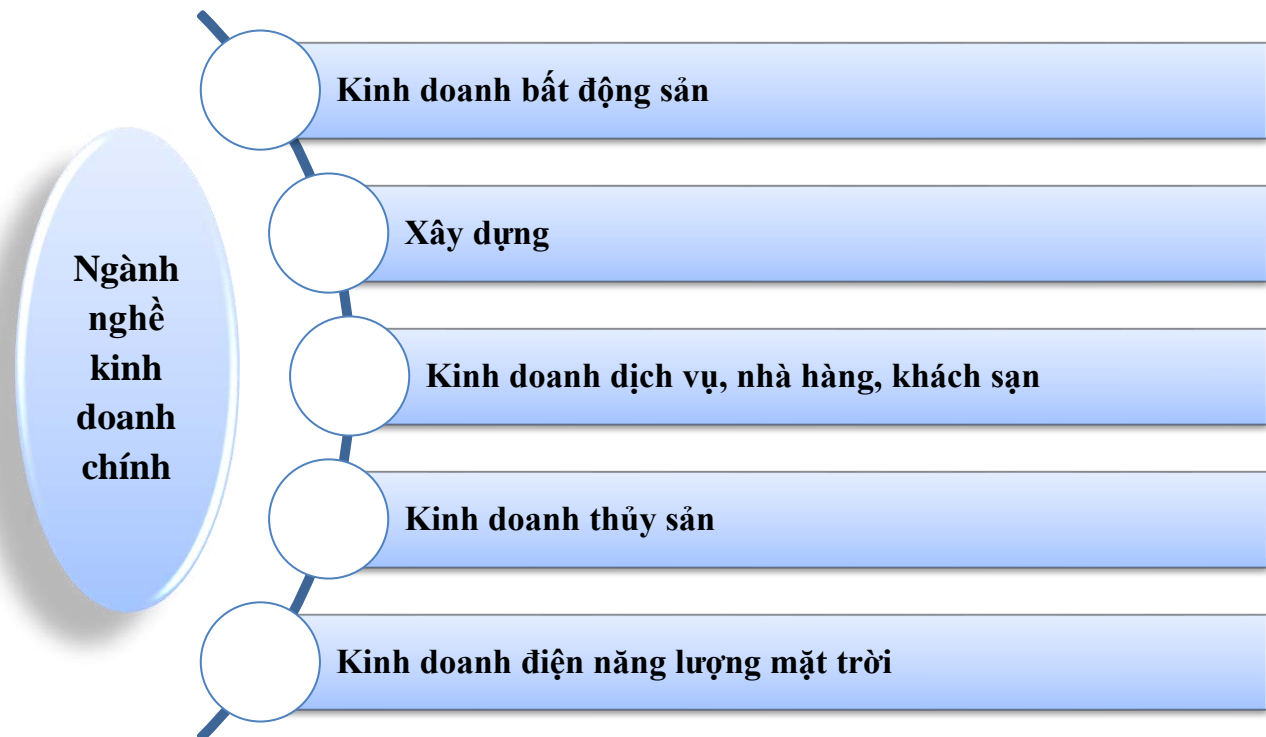 Ngành
nghề
kinh
doanh
chính
Kinh doanh bất động sản
Xây dựng
Kinh doanh dịch vụ, nhà hàng, khách sạn
Kinh doanh thủy sản
Kinh doanh điện năng lượng mặt trời